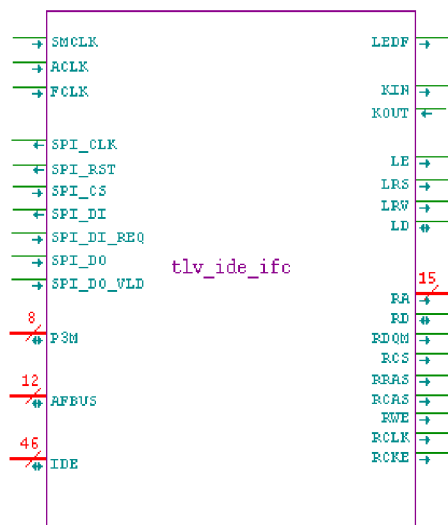 SMCLK
ACLK
FCLK
SPI_CLK
SPI_RST
SPI_CS
SPI_DI
SPI_DI_REQ
SPI_DO
SPI_DO_VLD
8
P3M
12
AFBUS
46
IDE
tlv_ide_ifc
LEDF
KIN
KOUT
LE
LRS
LRW
LD
15
RA
RD
RDQM
RCS
RRAS
RCAS
RWE
RCLK
RCKE